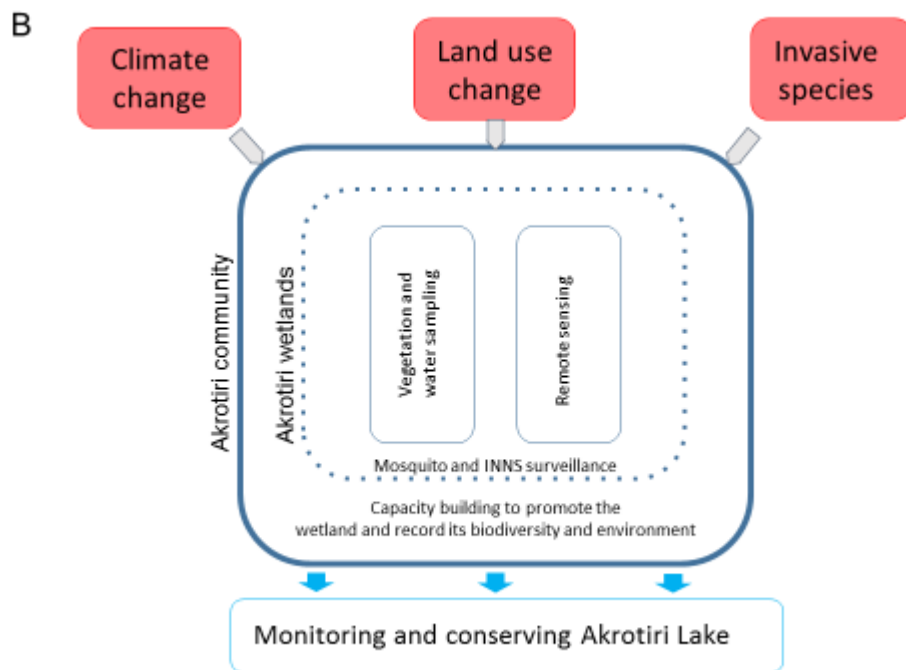 B
Climate
change
Land use
change
Invasive
species
Akrotiri community
Akrotiri wetlands
Vegetation and
water sampling
Remote sensing
Mosquito and INNS surveillance
Capacity building to promote the
wetland and record its biodiversity and environment
Monitoring and conserving Akrotiri Lake